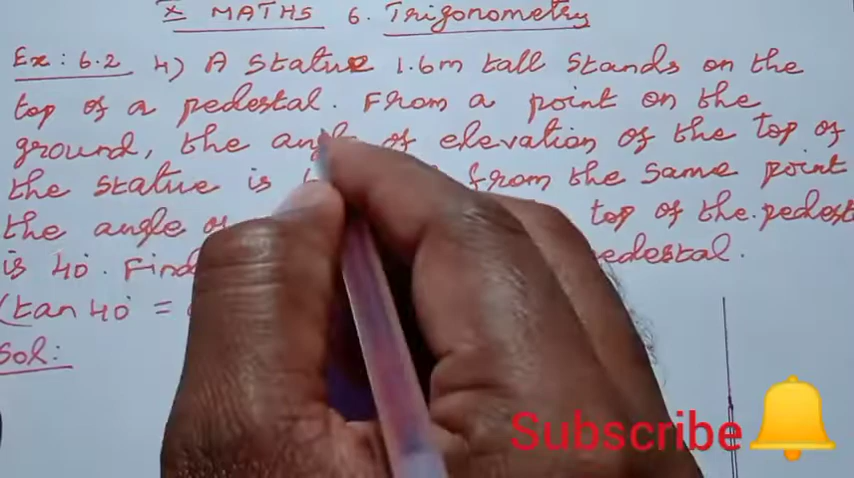 X MATHS 6. Trigonometry
Ex: 6.2 4) A statue 1.6m tall stands on the
top of a pedestal. From a point on the
ground, the angle of elevation of the top of
the statue is from the same point
the angle top of the pedest
is 40°. Find pedestal.
(tan 40° =
Sol:
Subscribe